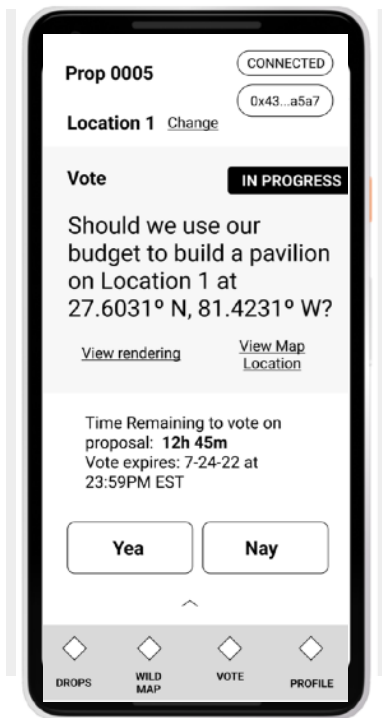 Prop 0005
CONNECTED
0x43...a5a7
Location 1 Change
Vote
IN PROGRESS
Should we use our
budget to build a pavilion
on Location 1 at
27.6031º N, 81.4231º W?
View rendering
View Map
Location
Time Remaining to vote on
proposal: 12h 45m
Vote expires: 7-24-22 at
23:59PM EST
Yea
Nay
DROPS
WILD
MAP
VOTE
PROFILE